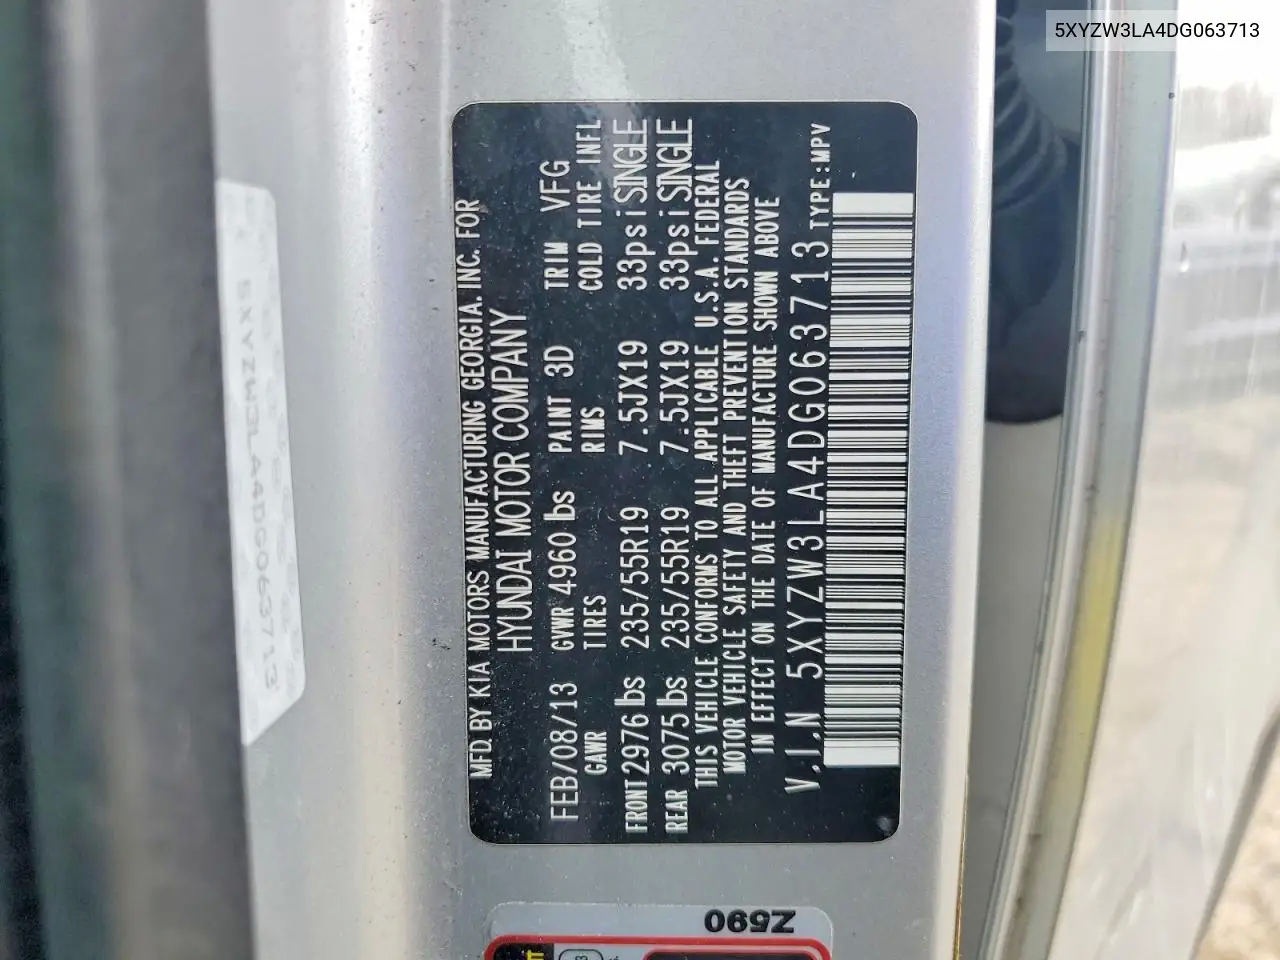 5XYZW3LA4DG063713
MFD. BY KIA MOTORS MANUFACTURING GEORGIA. INC. FOR
HYUNDAI MOTOR COMPANY
FEB/08/13 GVWR 4960 lbs PAINT 3D TRIM VFG
GAWR TIRES RIMS COLD TIRE INFL
FRONT 2976 lbs 235/55R19 7.5JX19 33psi SINGLE
REAR 3075 lbs 235/55R19 7.5JX19 33psi SINGLE
THIS VEHICLE CONFORMS TO ALL APPLICABLE U.S.A. FEDERAL
MOTOR VEHICLE SAFETY AND THEFT PREVENTION STANDARDS
IN EFFECT ON THE DATE OF MANUFACTURE SHOWN ABOVE
V.I.N 5XYZW3LA4DG063713 TYPE:MPV
5XYZW3LA4DG063713
Z590